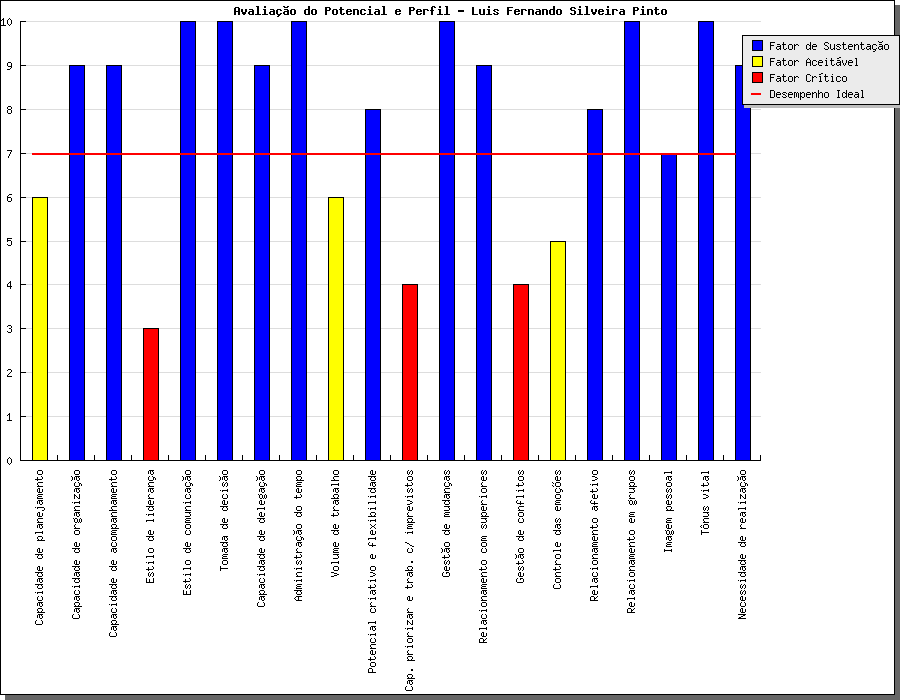 Avaliação do Potencial e Perfil - Luis Fernando Silveira Pinto
10
9
8
7
6
5
4
3
2
1
0
Fator de Sustentação
Fator Aceitável
Fator Crítico
Desempenho Ideal
Capacidade de planejamento
Capacidade de organização
Capacidade de acompanhamento
Estilo de liderança
Estilo de comunicação
Tomada de decisão
Capacidade de delegação
Administração do tempo
Volume de trabalho
Potencial criativo e flexibilidade
Cap. priorizar e trab. c/ imprevistos
Gestão de mudanças
Relacionamento com superiores
Gestão de conflitos
Controle das emoções
Relacionamento afetivo
Relacionamento em grupos
Imagem pessoal
Tônus vital
Necessidade de realização